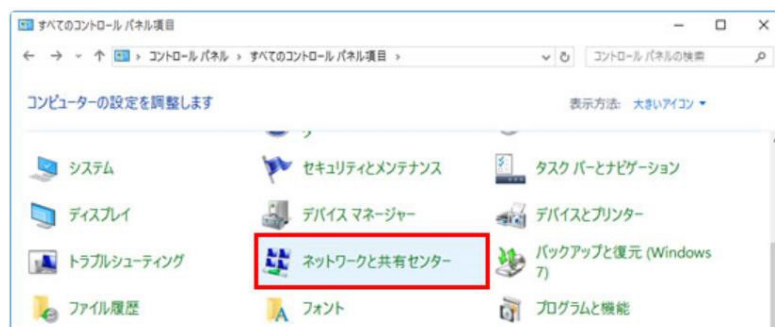 すべてのコントロール パネル項目
コントロール パネル › すべてのコントロール パネル項目 ›
コントロール パネルの検索
コンピューターの設定を調整します
表示方法: 大きいアイコン
システム
セキュリティとメンテナンス
タスク バーとナビゲーション
ディスプレイ
デバイス マネージャー
デバイスとプリンター
トラブルシューティング
ネットワークと共有センター
バックアップと復元 (Windows
7)
ファイル履歴
フォント
プログラムと機能